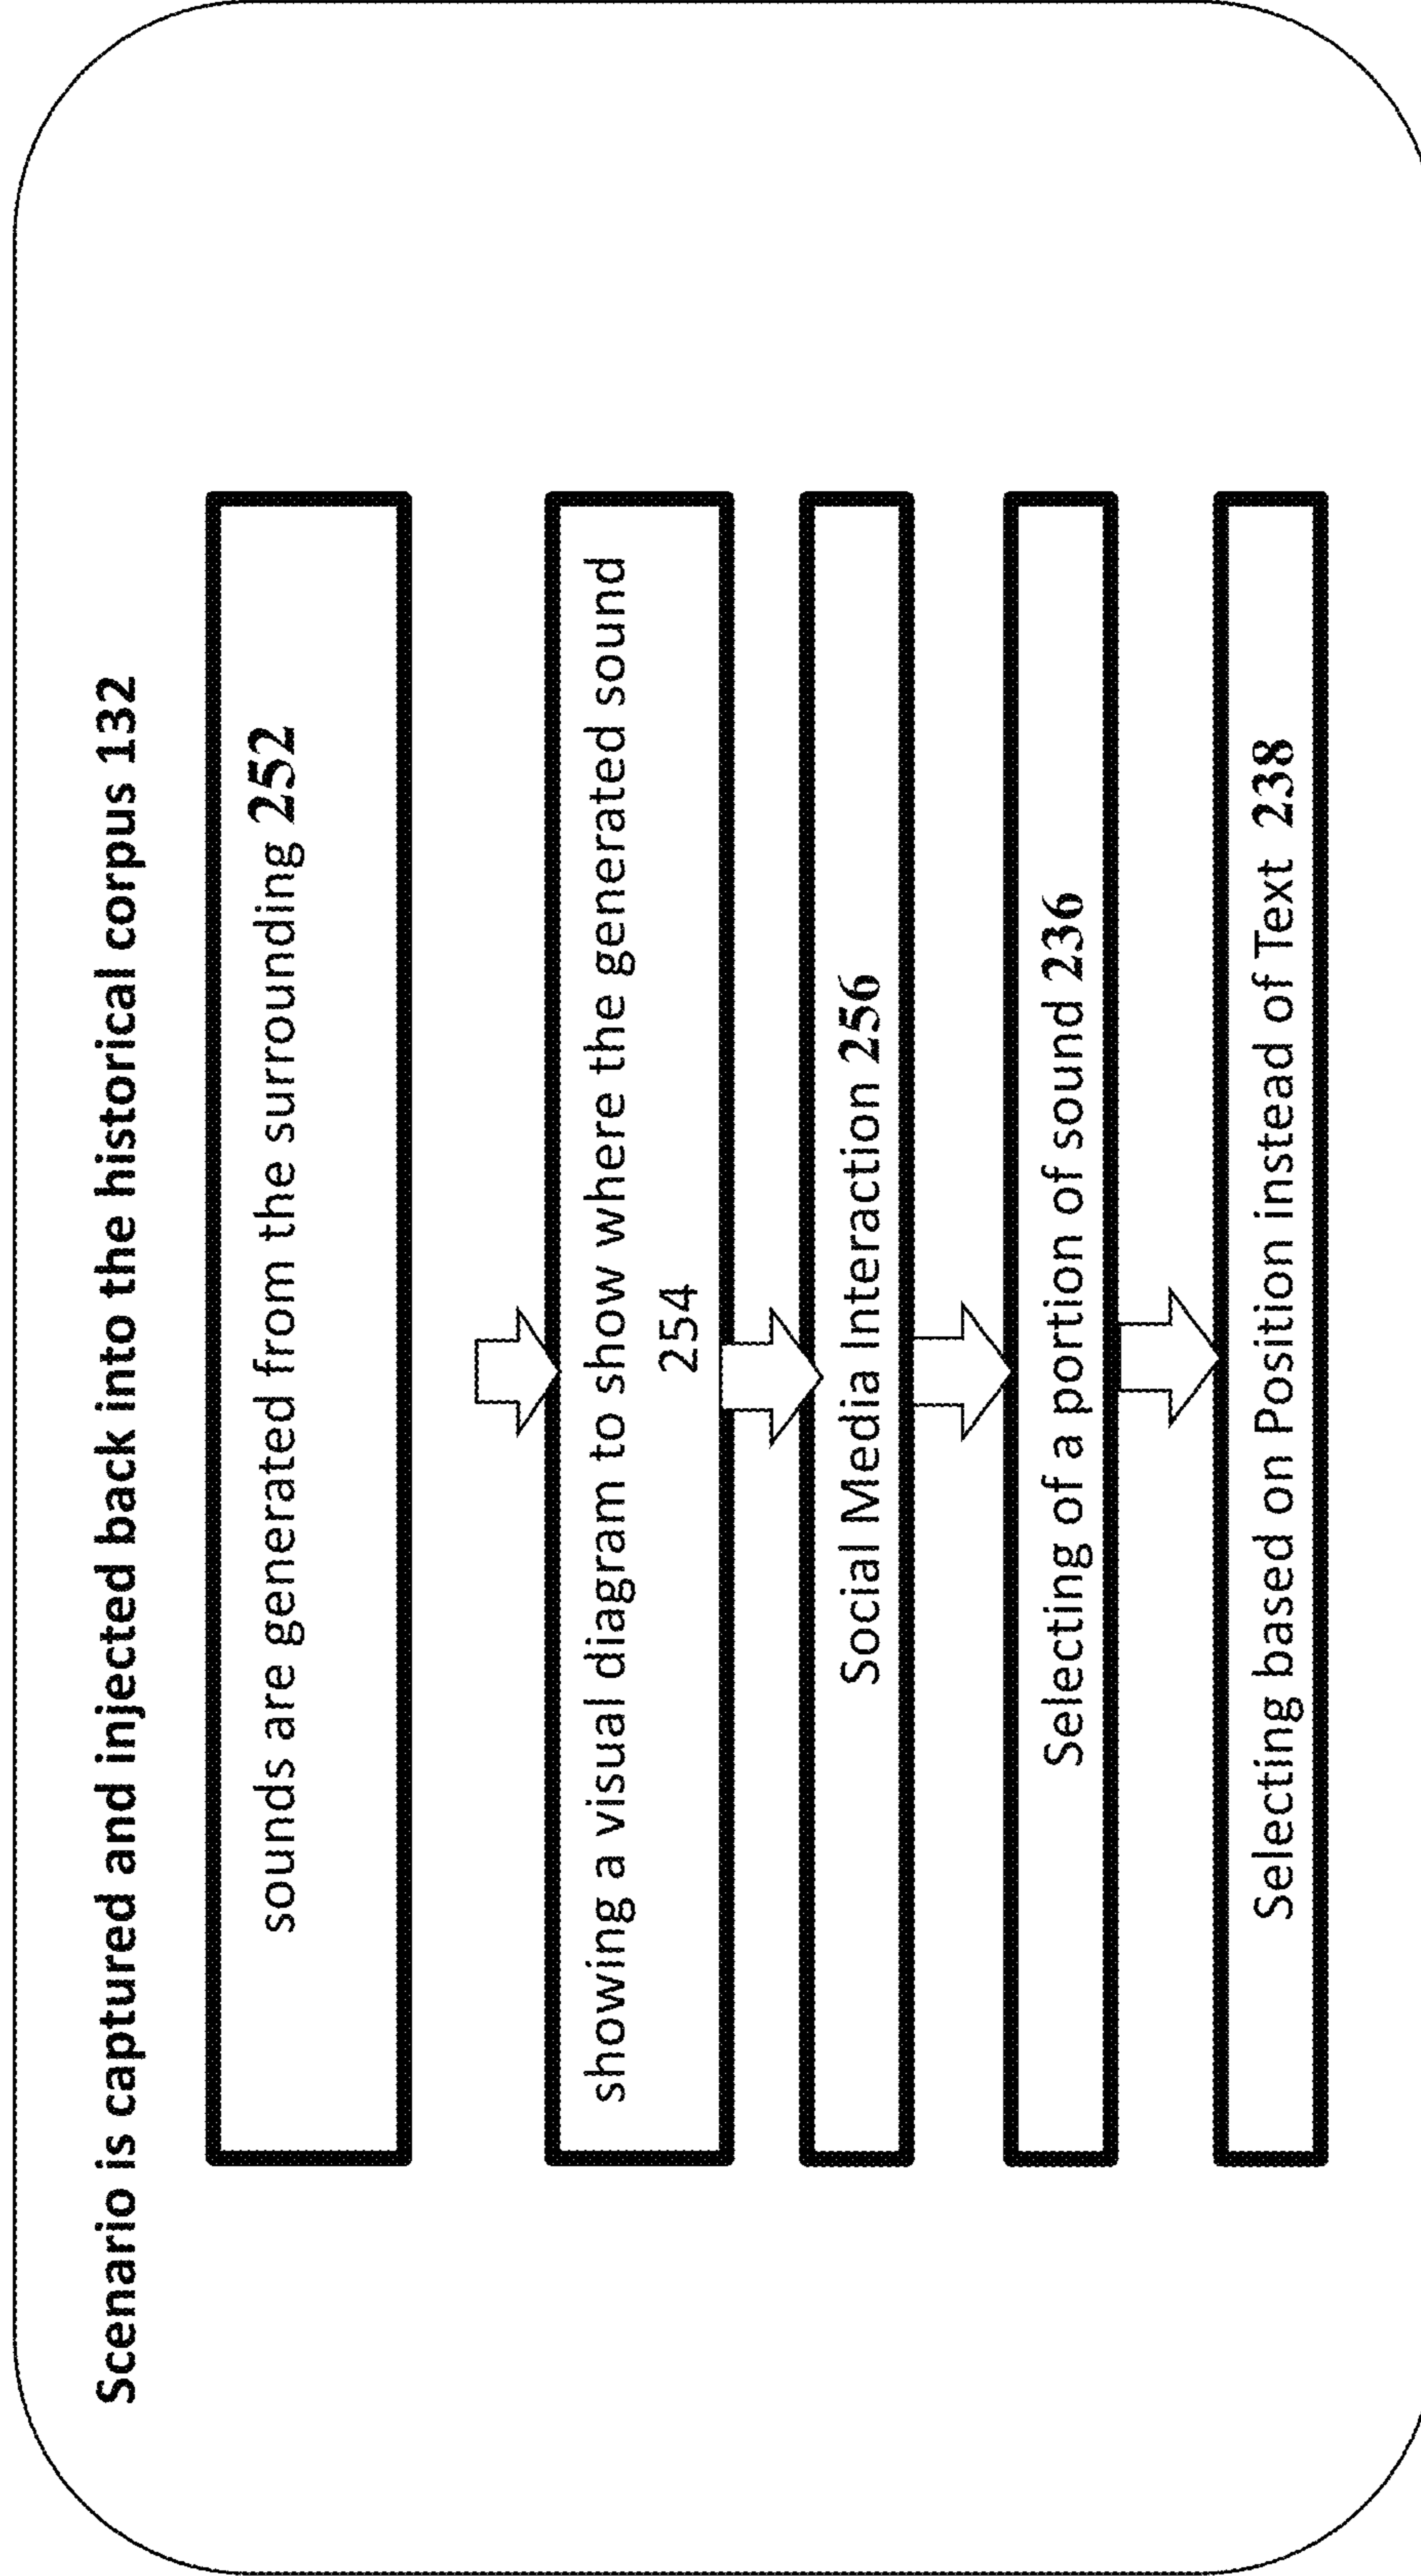 Scenario is captured and injected back into the historical corpus 132
sounds are generated from the surrounding 252
showing a visual diagram to show where the generated sound
254
Social Media Interaction 256
Selecting of a portion of sound 236
Selecting based on Position instead of Text 238